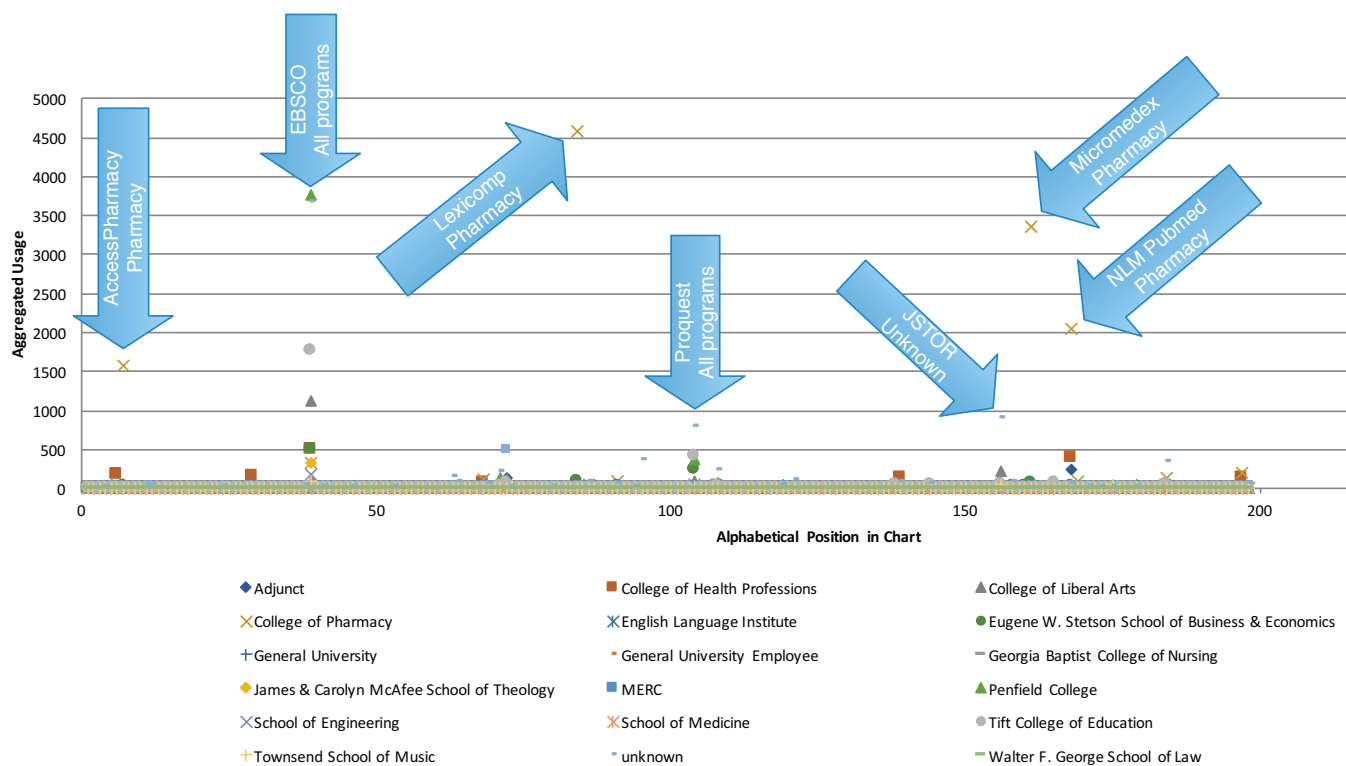 EBSCO
All programs
AccessPharmacy
Pharmacy
Lexicomp
Pharmacy
Micromedex
Pharmacy
NLM Pubmed
Pharmacy
Proquest
All programs
JSTOR
Unknown
Aggregated Usage
5000
4500
4000
3500
3000
2500
2000
1500
1000
500
0
0
50
100
150
200
Alphabetical Position in Chart
Adjunct
College of Health Professions
College of Liberal Arts
College of Pharmacy
English Language Institute
Eugene W. Stetson School of Business & Economics
General University
General University Employee
Georgia Baptist College of Nursing
James & Carolyn McAfee School of Theology
MERC
Penfield College
School of Engineering
School of Medicine
Tift College of Education
Townsend School of Music
unknown
Walter F. George School of Law